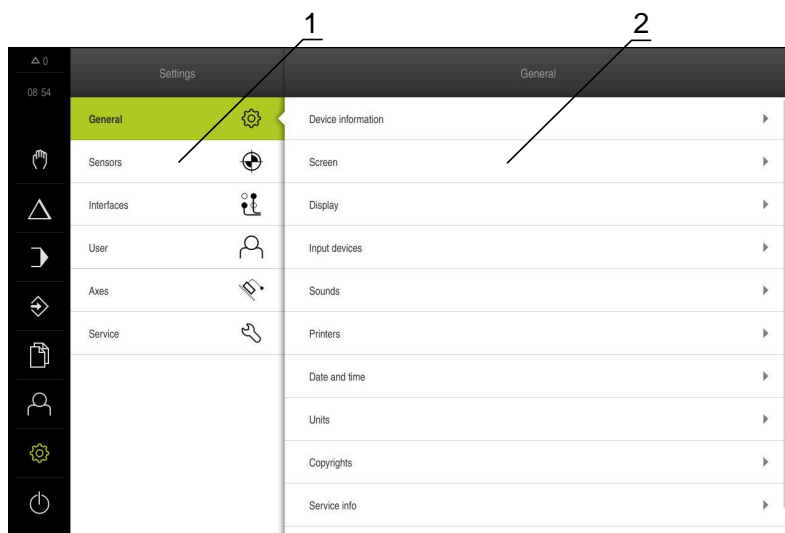 1
2
0
Settings
General
08 54
General
Device information
Sensors
Screen
Interfaces
Display
User
Input devices
Axes
Sounds
Service
Printers
Date and time
Units
Copyrights
Service info